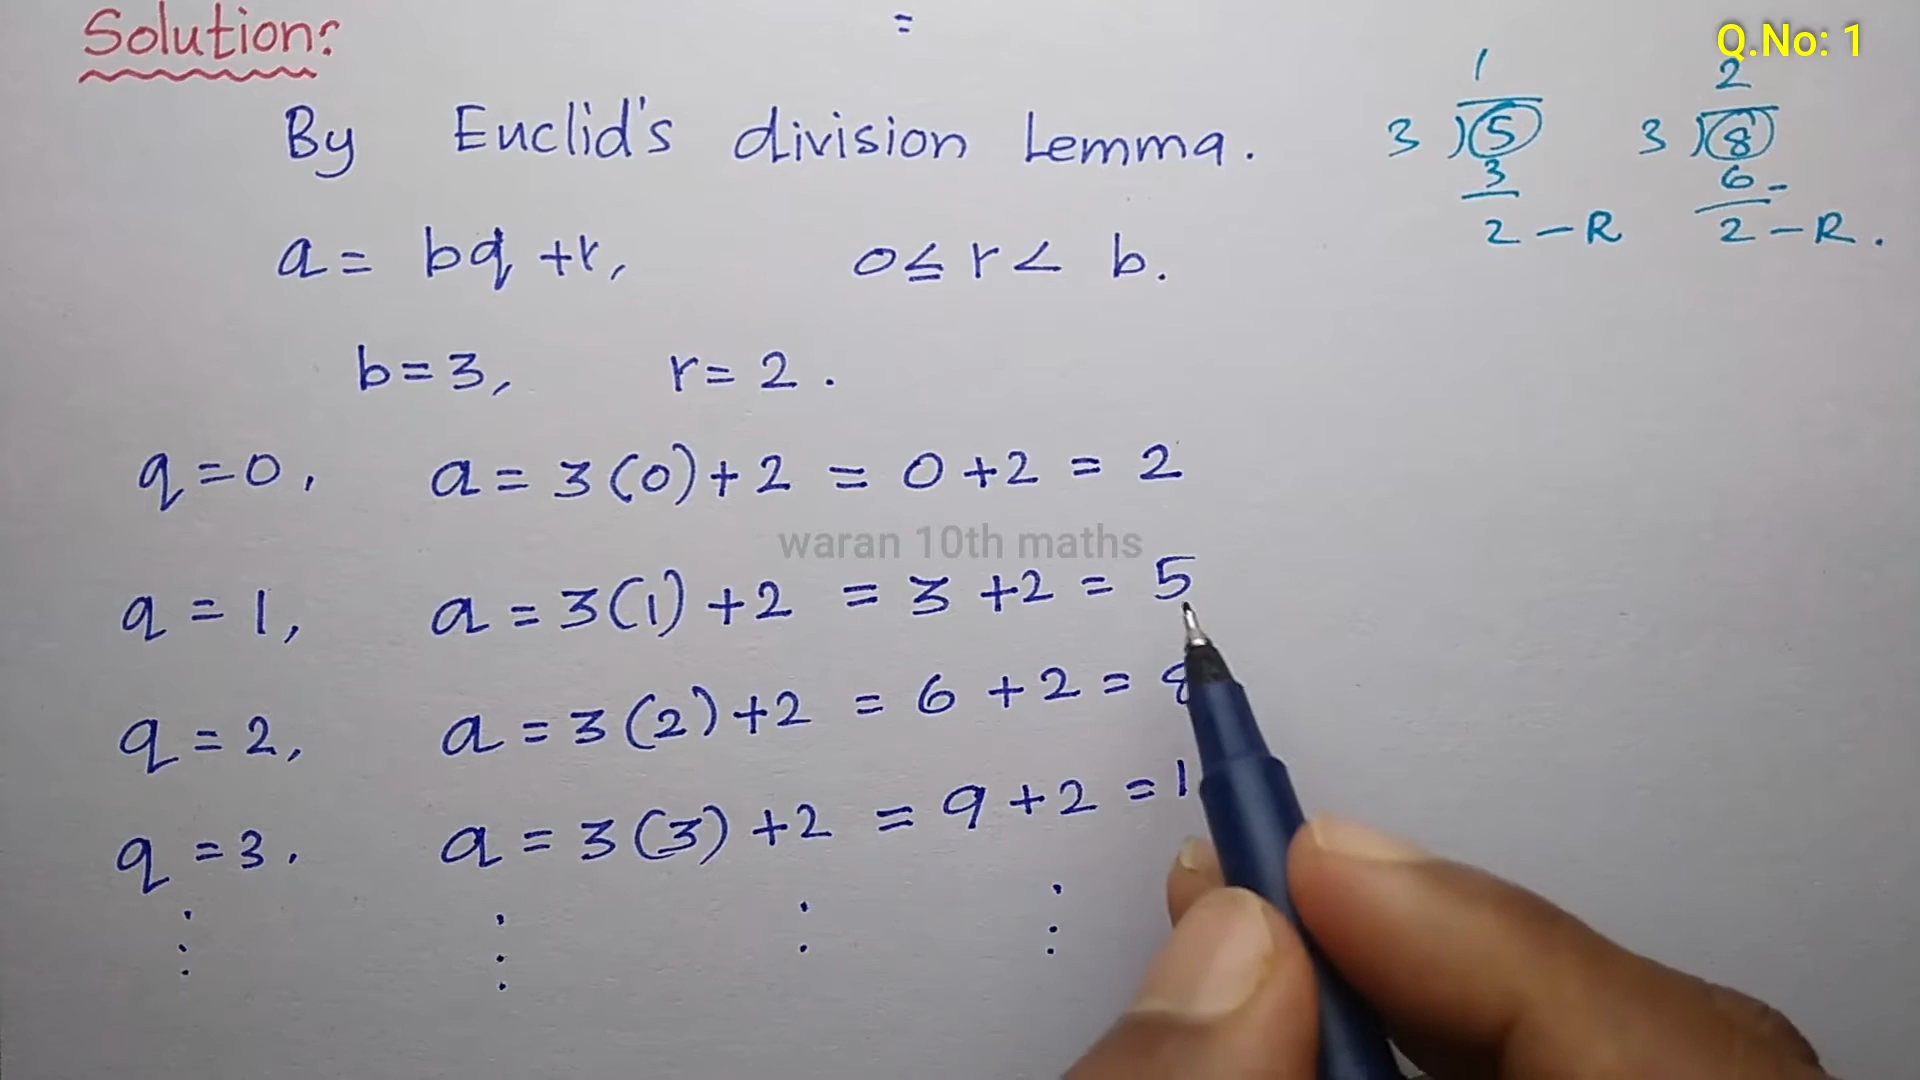 Solution:
=
Q.No: 1
By Euclid's division Lemma.
a = bq + r, 0 ≤ r < b.
b = 3, r = 2.
q = 0, a = 3(0) + 2 = 0 + 2 = 2
waran 10th maths
q = 1, a = 3(1) + 2 = 3 + 2 = 5
q = 2, a = 3(2) + 2 = 6 + 2 = 8
q = 3. a = 3(3) + 2 = 9 + 2 = 1
⋮ ⋮ ⋮ ⋮
1
3 ) 5
3
2 - R
2
3 ) 8
6 -
2 - R.